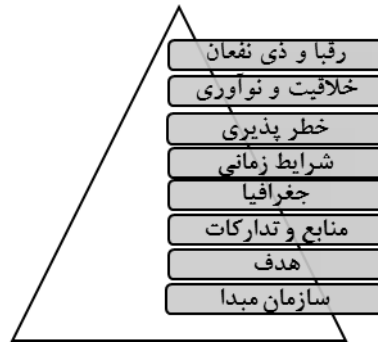 رقبا و ذی نفعان
خلاقیت و نوآوری
خطر پذیری
شرایط زمانی
جغرافیا
منابع و تدارکات
هدف
سازمان مبدا